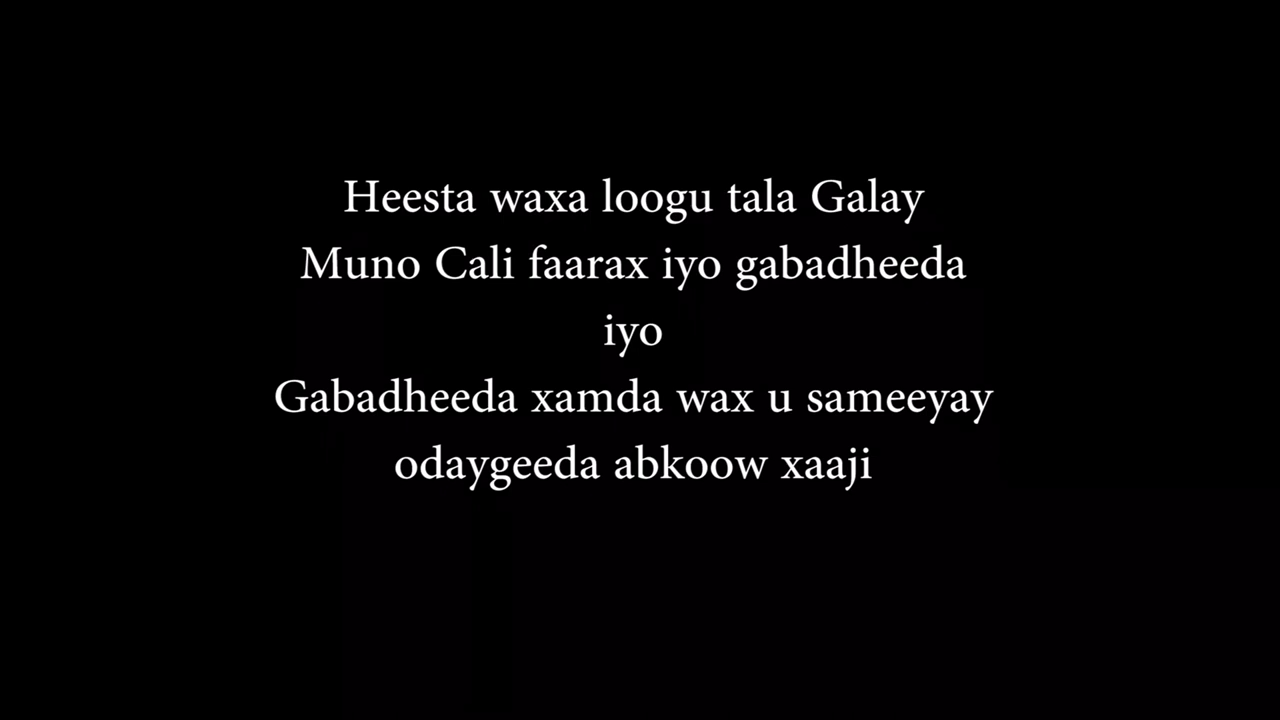 Heesta waxa loogu tala Galay
Muno Cali faarax iyo gabadheeda
iyo
Gabadheeda xamda wax u sameeyay
odaygeeda abkoow xaaji